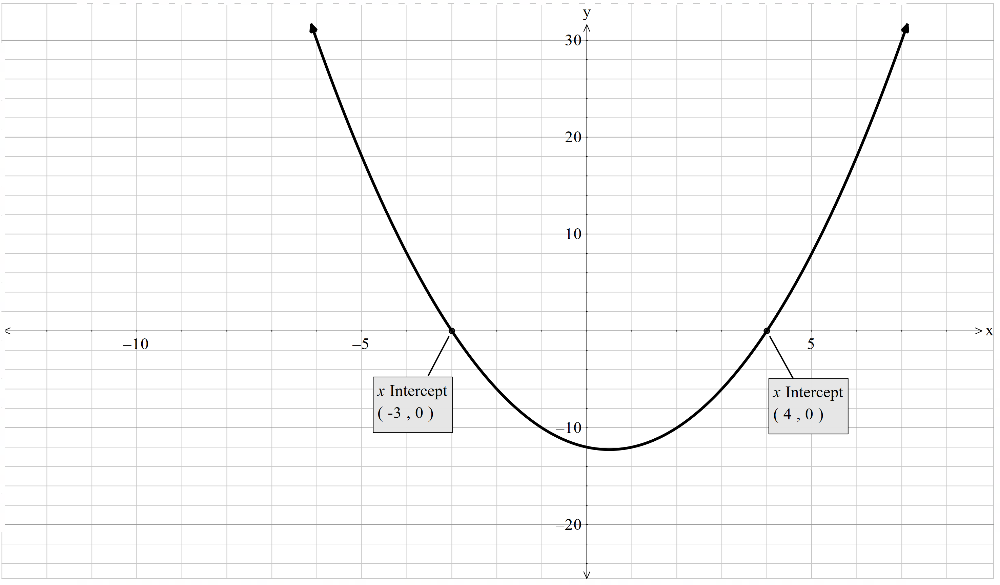 y
30
20
10
–10
–5
5
x
x Intercept
( -3 , 0 )
x Intercept
( 4 , 0 )
–10
–20